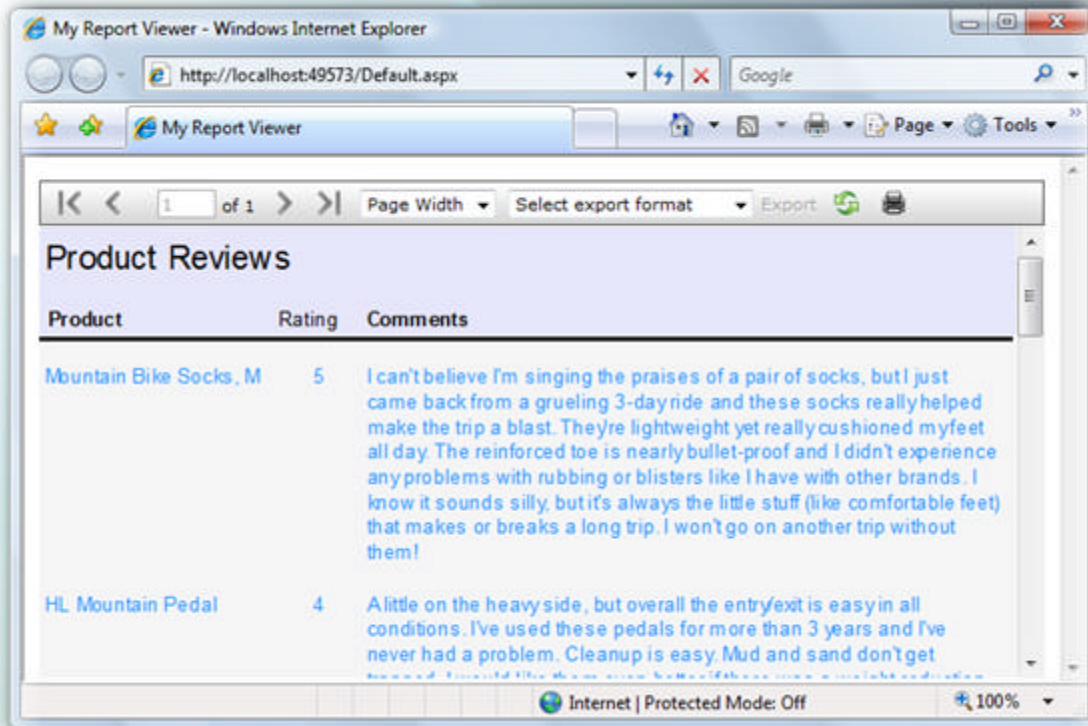 My Report Viewer - Windows Internet Explorer
http://localhost:49573/Default.aspx
Google
My Report Viewer
Page
Tools
1 of 1
Page Width
Select export format
Export
Product Reviews
Product Rating Comments
Mountain Bike Socks, M 5 I can't believe I'm singing the praises of a pair of socks, but I just
came back from a grueling 3-day ride and these socks really helped
make the trip a blast. They're lightweight yet really cushioned my feet
all day. The reinforced toe is nearly bullet-proof and I didn't experience
any problems with rubbing or blisters like I have with other brands. I
know it sounds silly, but it's always the little stuff (like comfortable feet)
that makes or breaks a long trip. I won't go on another trip without
them!
HL Mountain Pedal 4 A little on the heavy side, but overall the entry/exit is easy in all
conditions. I've used these pedals for more than 3 years and I've
never had a problem. Cleanup is easy. Mud and sand don't get
Internet | Protected Mode: Off
100%